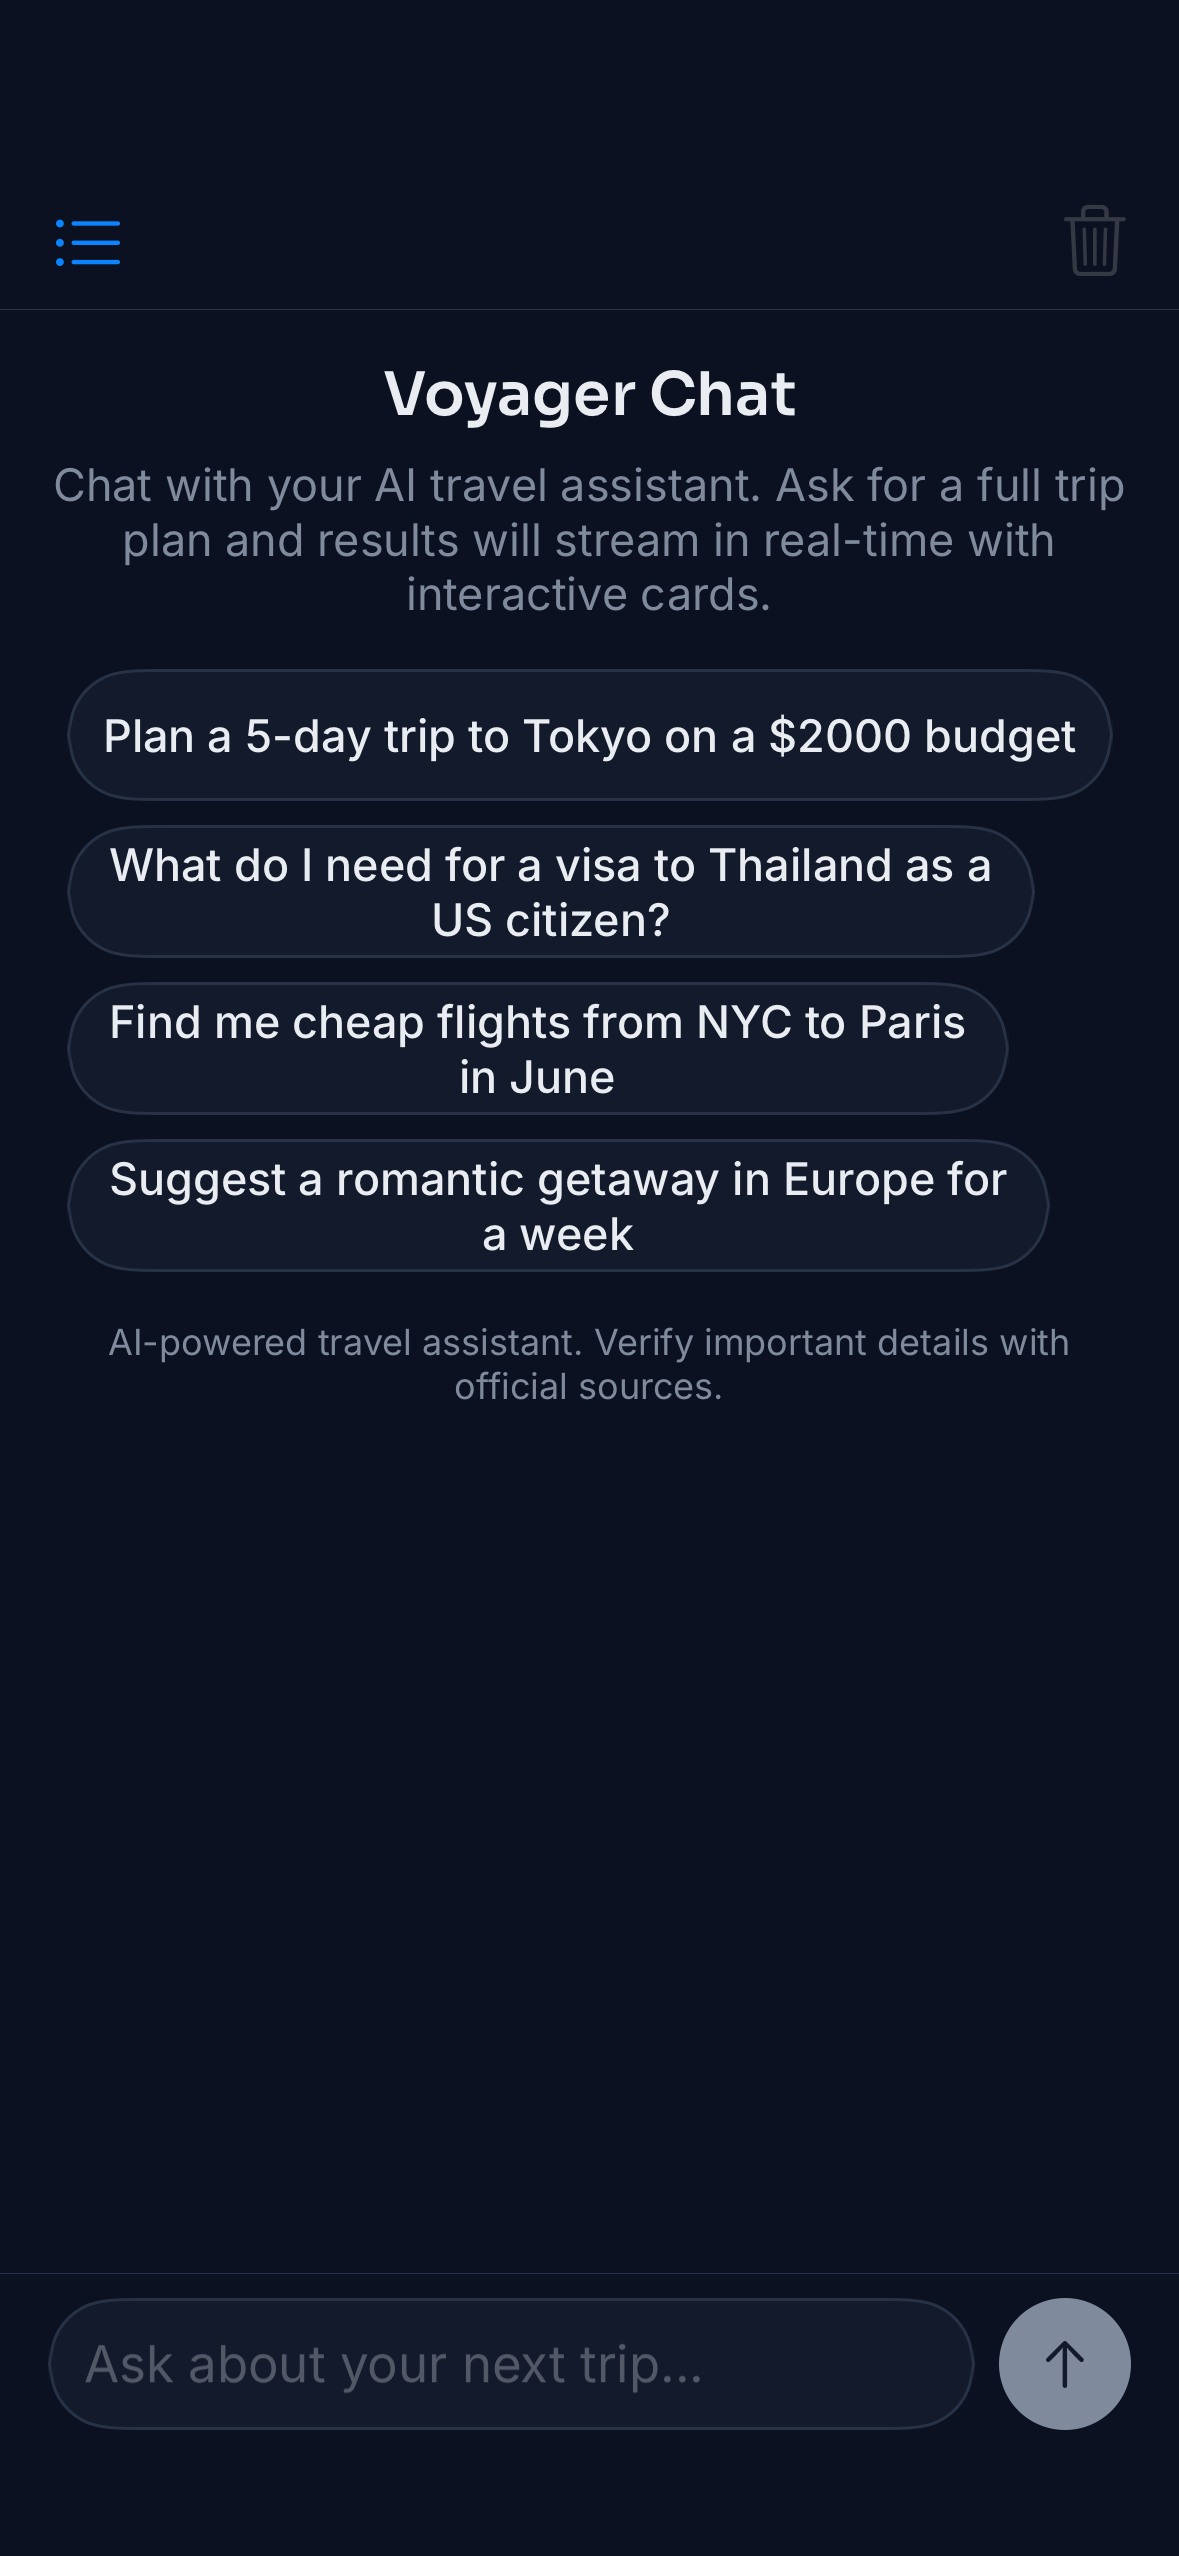 Voyager Chat
Chat with your AI travel assistant. Ask for a full trip
plan and results will stream in real-time with
interactive cards.
Plan a 5-day trip to Tokyo on a $2000 budget
What do I need for a visa to Thailand as a
US citizen?
Find me cheap flights from NYC to Paris
in June
Suggest a romantic getaway in Europe for
a week
AI-powered travel assistant. Verify important details with
official sources.
Ask about your next trip...